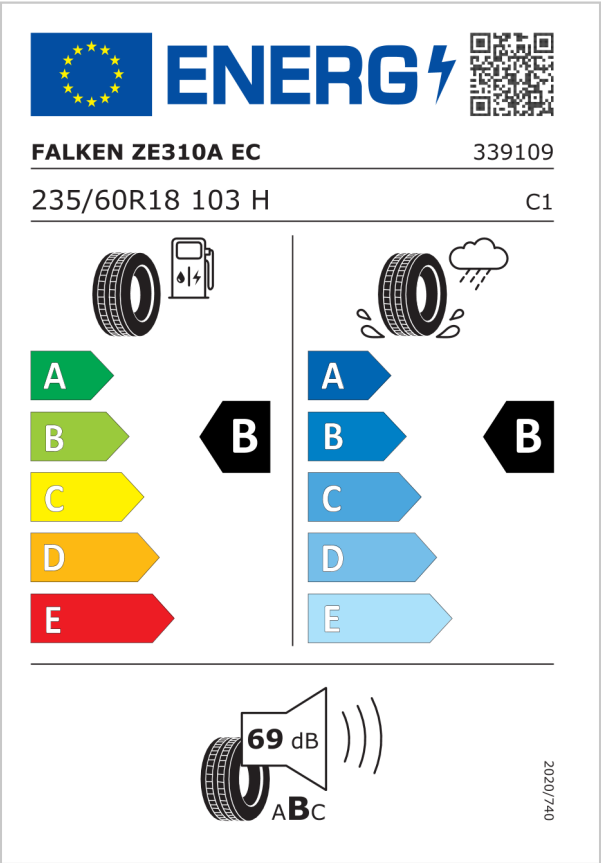 ENERG
FALKEN ZE310A EC 339109
235/60R18 103 H C1
A A
B B B B
C C
D D
E E
69 dB
ABC
2020/740